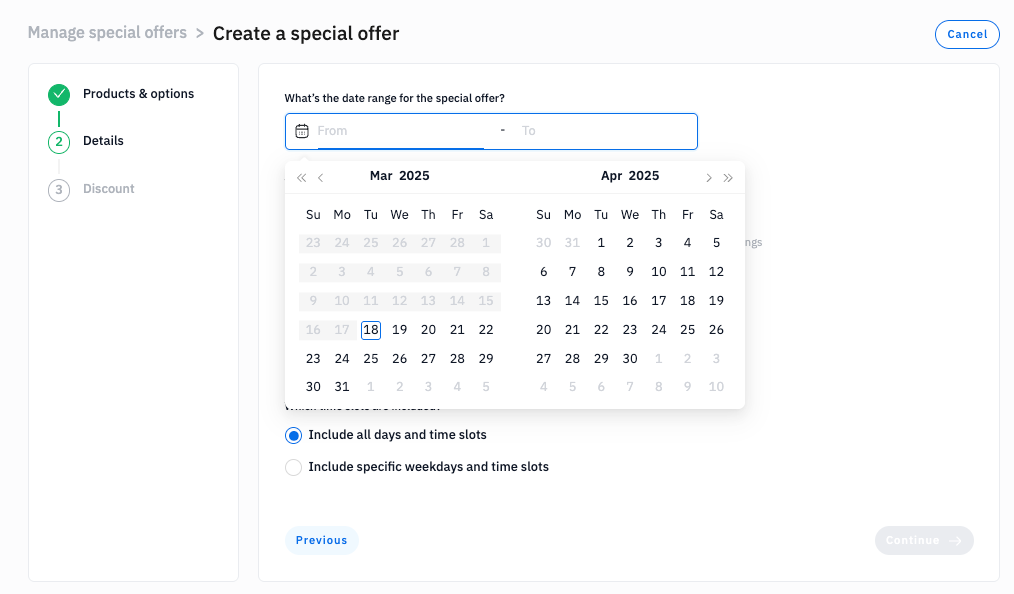 Manage special offers > Create a special offer
Cancel
Products & options
2 Details
3 Discount
What's the date range for the special offer?
From - To
« ‹ Mar 2025
Apr 2025 › »
Su Mo Tu We Th Fr Sa
23 24 25 26 27 28 1
2 3 4 5 6 7 8
9 10 11 12 13 14 15
16 17 18 19 20 21 22
23 24 25 26 27 28 29
30 31 1 2 3 4 5
Su Mo Tu We Th Fr Sa
30 31 1 2 3 4 5
6 7 8 9 10 11 12
13 14 15 16 17 18 19
20 21 22 23 24 25 26
27 28 29 30 1 2 3
4 5 6 7 8 9 10
Include all days and time slots
Include specific weekdays and time slots
Previous
Continue →